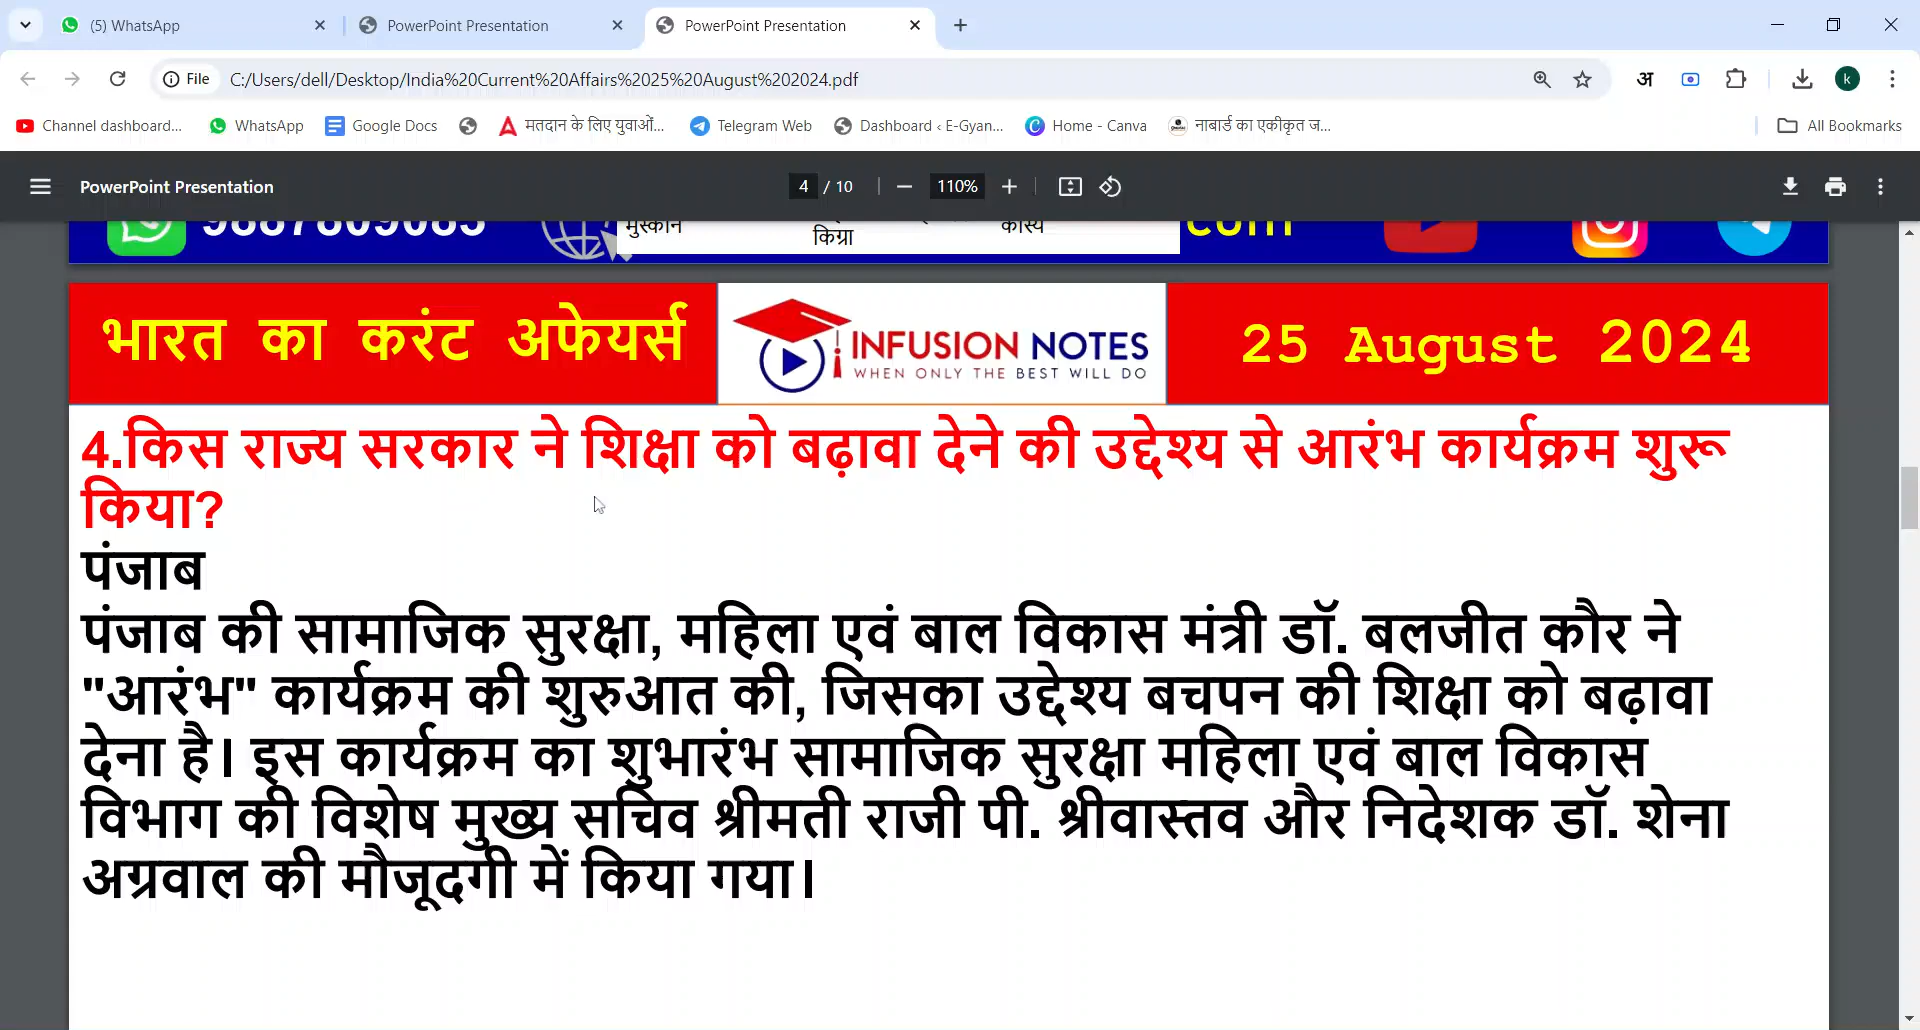 (5) WhatsApp
PowerPoint Presentation
PowerPoint Presentation
File C:/Users/dell/Desktop/India%20Current%20Affairs%2025%20August%202024.pdf
अ
k
Channel dashboard...
WhatsApp
Google Docs
मतदान के लिए युवाओं...
Telegram Web
Dashboard ‹ E-Gyan...
Home - Canva
नाबार्ड का एकीकृत ज...
All Bookmarks
PowerPoint Presentation
4 / 10
110%
9887809083
मुस्कान
किग्रा
कांस्य
com
भारत का करंट अफेयर्स
INFUSION NOTES
WHEN ONLY THE BEST WILL DO
25 August 2024
4.किस राज्य सरकार ने शिक्षा को बढ़ावा देने की उद्देश्य से आरंभ कार्यक्रम शुरू
किया?
पंजाब
पंजाब की सामाजिक सुरक्षा, महिला एवं बाल विकास मंत्री डॉ. बलजीत कौर ने
"आरंभ" कार्यक्रम की शुरुआत की, जिसका उद्देश्य बचपन की शिक्षा को बढ़ावा
देना है। इस कार्यक्रम का शुभारंभ सामाजिक सुरक्षा महिला एवं बाल विकास
विभाग की विशेष मुख्य सचिव श्रीमती राजी पी. श्रीवास्तव और निदेशक डॉ. शेना
अग्रवाल की मौजूदगी में किया गया।